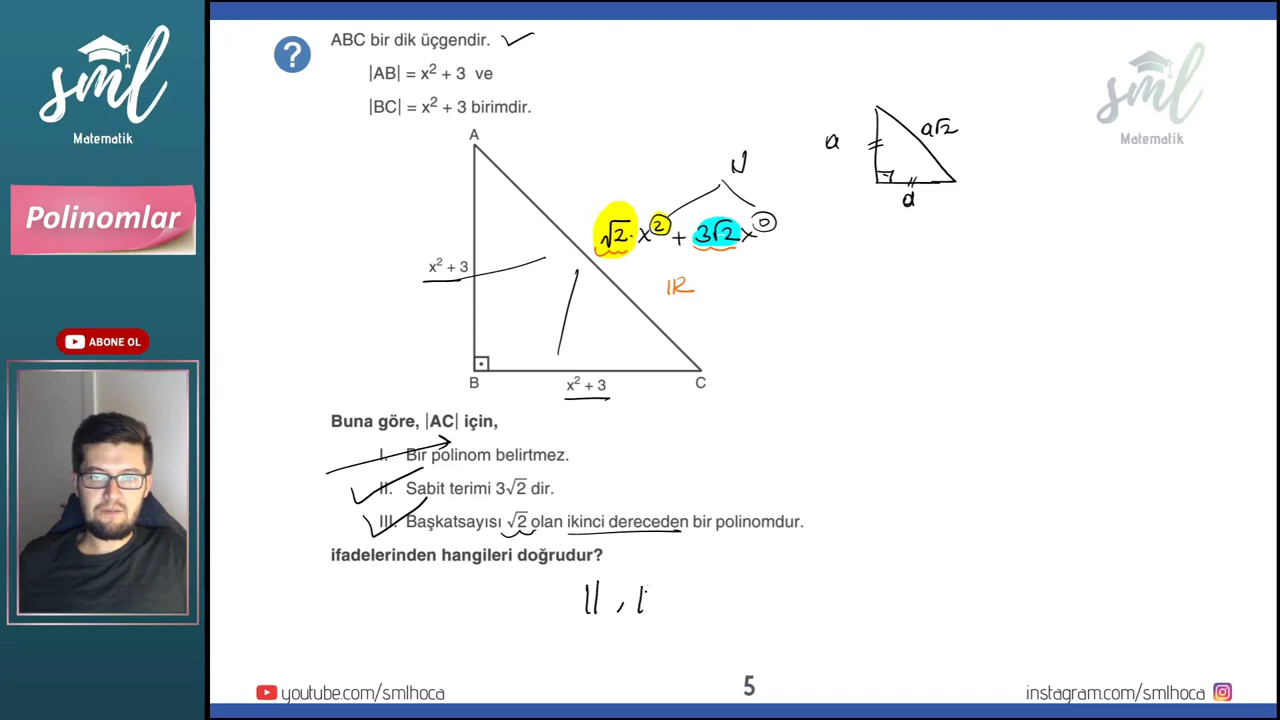 sml
Matematik
Polinomlar
ABONE OL
?
ABC bir dik üçgendir.
|AB| = x² + 3 ve
|BC| = x² + 3 birimdir.
A
x² + 3
B
x² + 3
C
√2.x² + 3√2x⁰
N
IR
a
a√2
a
Buna göre, |AC| için,
I. Bir polinom belirtmez.
II. Sabit terimi 3√2 dir.
III. Başkatsayısı √2 olan ikinci dereceden bir polinomdur.
ifadelerinden hangileri doğrudur?
II, I
sml
Matematik
youtube.com/smlhoca
5
instagram.com/smlhoca